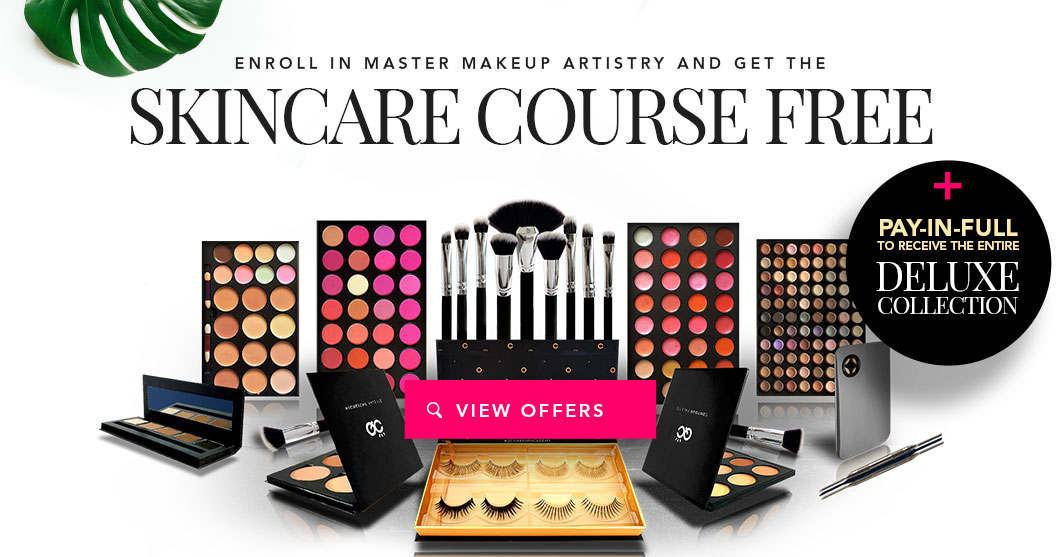 ENROLL IN MASTER MAKEUP ARTISTRY AND GET THE
SKINCARE COURSE FREE
+
PAY-IN-FULL
TO RECEIVE THE ENTIRE
DELUXE
COLLECTION
VIEW OFFERS